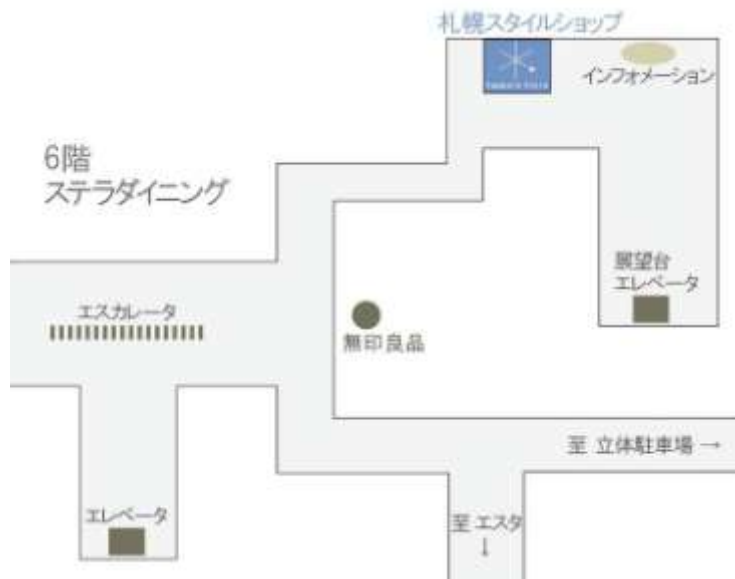 札幌スタイルショップ
インフォメーション
6階
ステラダイニング
展望台
エレベータ
エスカレータ
無印良品
至 立体駐車場 →
エレベータ
至 エスタ
↓